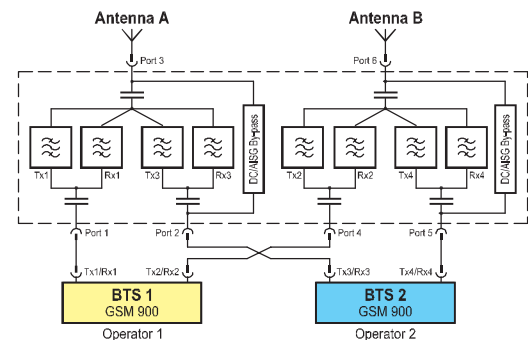 Antenna A
Antenna B
Port 3
Port 6
DC/AISG By-pass
DC/AISG By-pass
Tx1
Rx1
Tx3
Rx3
Tx2
Rx2
Tx4
Rx4
Port 1
Port 2
Port 4
Port 5
Tx1/Rx1
Tx2/Rx2
Tx3/Rx3
Tx4/Rx4
BTS 1
GSM 900
BTS 2
GSM 900
Operator 1
Operator 2